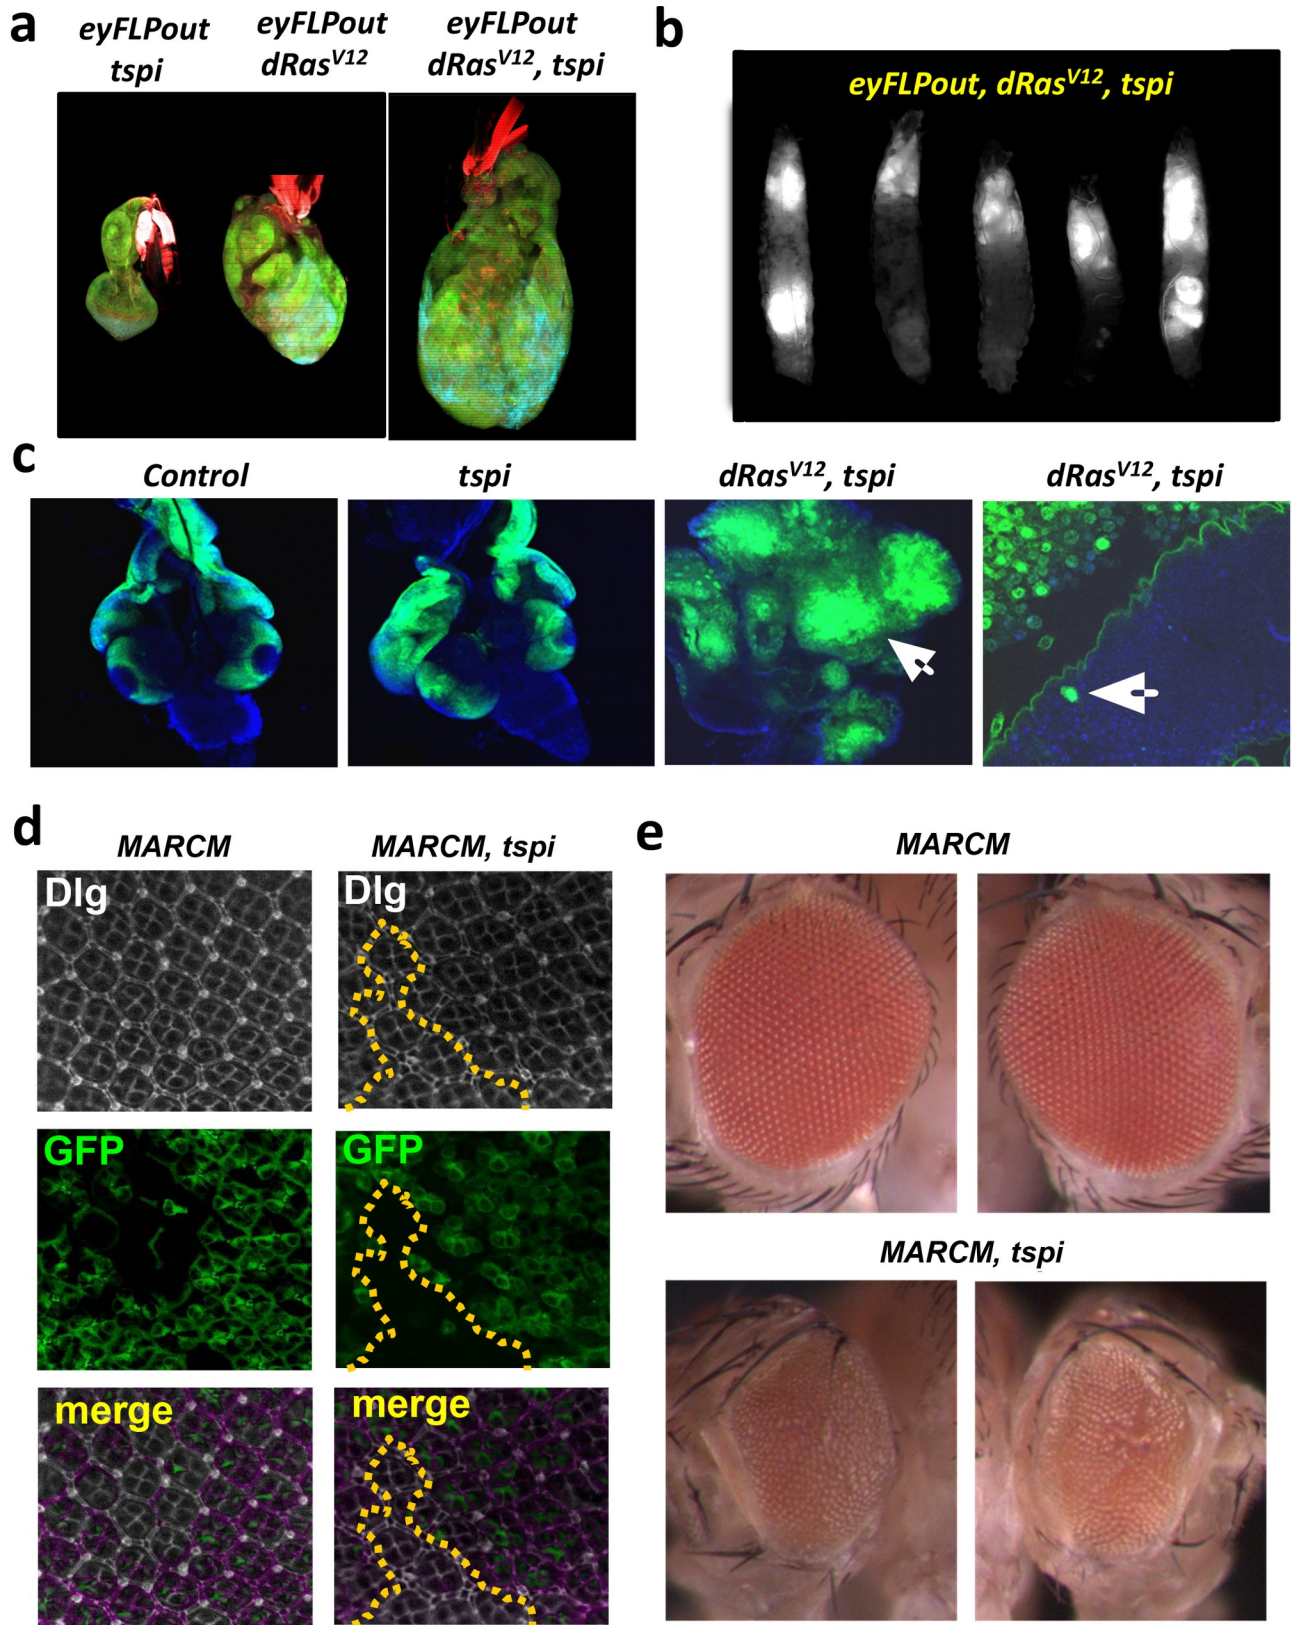 a
eyFLPout
tspi
eyFLPout
dRasV12
eyFLPout
dRasV12, tspi
b
eyFLPout, dRasV12, tspi
c
Control
tspi
dRasV12, tspi
dRasV12, tspi
d
MARCM
MARCM, tspi
Dlg
Dlg
GFP
GFP
merge
merge
e
MARCM
MARCM, tspi